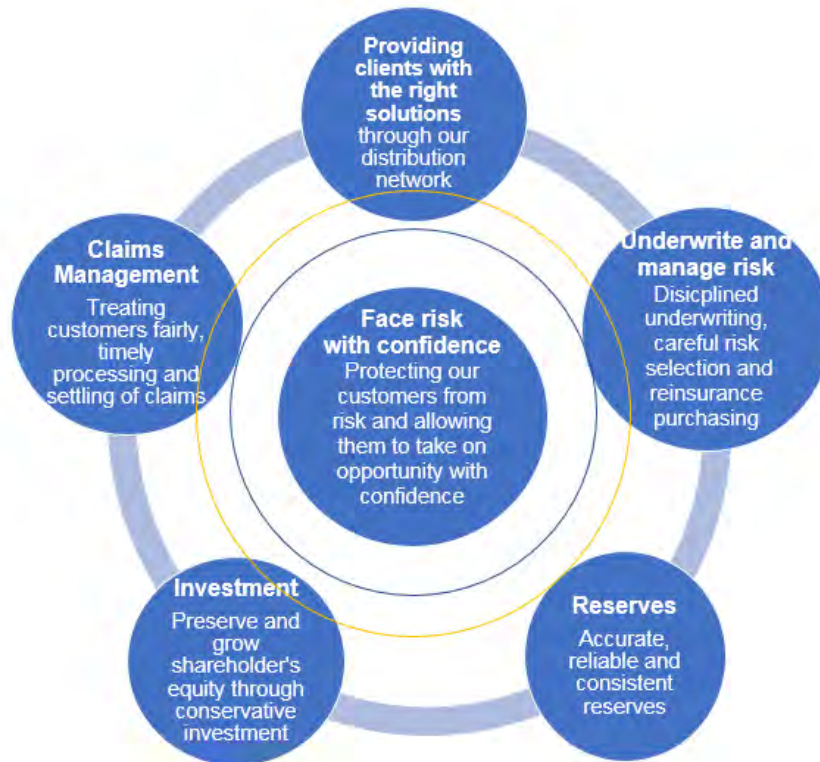 Providing
clients with
the right
solutions
through our
distribution
network
Underwrite and
manage risk
Disicplined
underwriting,
careful risk
selection and
reinsurance
purchasing
Reserves
Accurate,
reliable and
consistent
reserves
Investment
Preserve and
grow
shareholder's
equity through
conservative
investment
Claims
Management
Treating
customers fairly,
timely
processing and
settling of claims
Face risk
with confidence
Protecting our
customers from
risk and allowing
them to take on
opportunity with
confidence